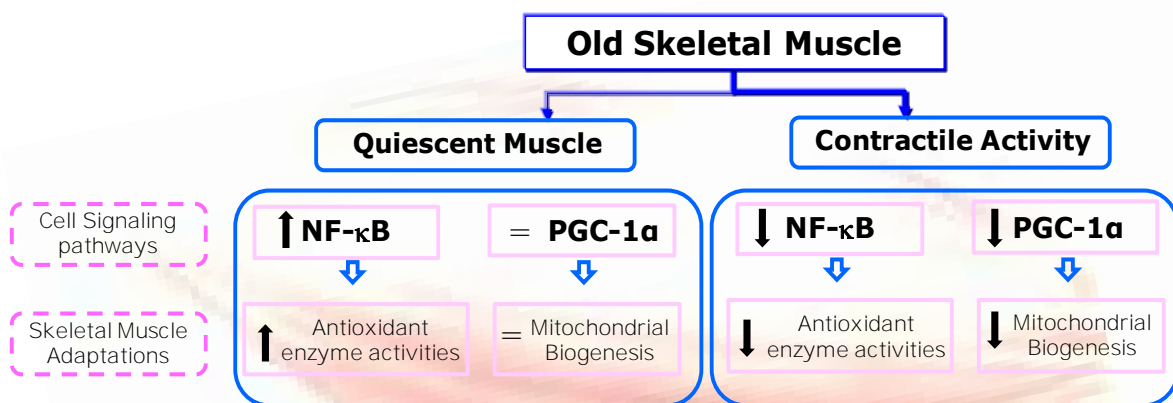 Old Skeletal Muscle
Quiescent Muscle
Contractile Activity
Cell Signaling
pathways
↑ NF-κB
= PGC-1α
↓ NF-κB
↓ PGC-1α
Skeletal Muscle
Adaptations
↑ Antioxidant
enzyme activities
= Mitochondrial
Biogenesis
↓ Antioxidant
enzyme activities
↓ Mitochondrial
Biogenesis